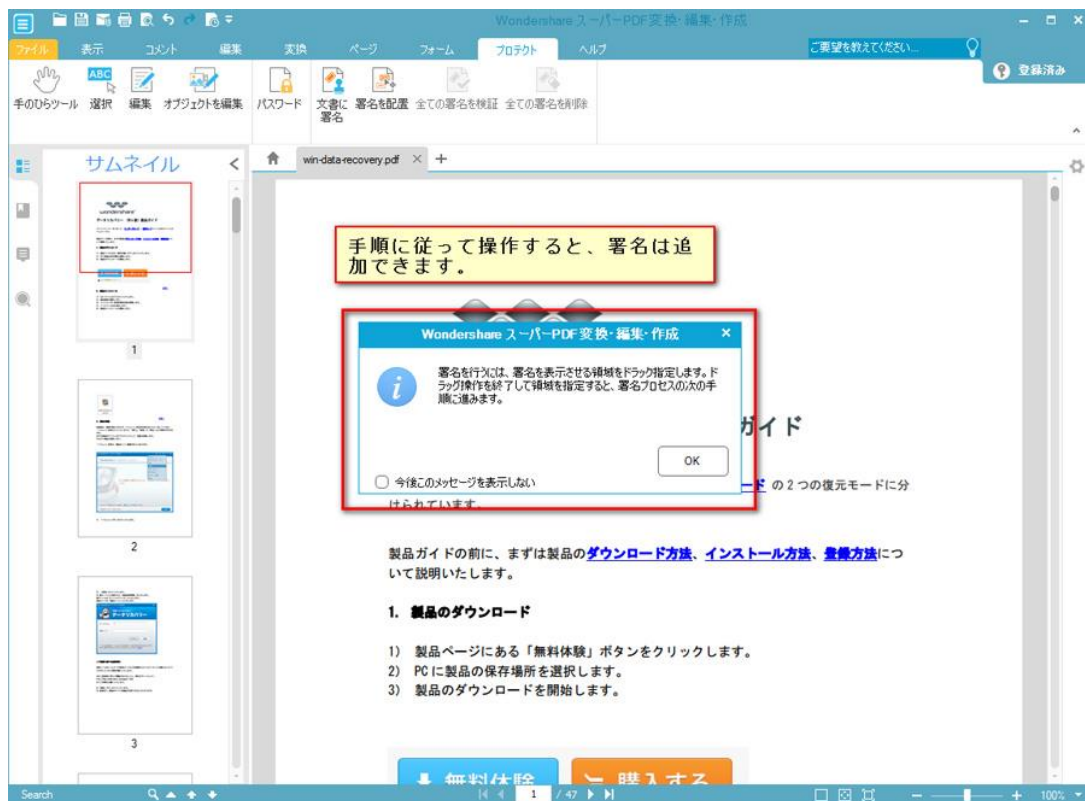 Wondershare スーパーPDF変換・編集・作成
ファイル 表示 コメント 編集 変換 ページ フォーム プロテクト ヘルプ
ご要望を教えてください...
登録済み
手のひらツール 選択 編集 オブジェクトを編集 パスワード 文書に 署名を配置 全ての署名を検証 全ての署名を削除
署名
ABC
サムネイル
win-data-recovery.pdf
wondershare
1
2
3
手順に従って操作すると、署名は追
加できます。
Wondershare スーパーPDF変換・編集・作成
署名を行うには、署名を表示させる領域をドラッグ指定します。ド
ラッグ操作を終了して領域を指定すると、署名プロセスの次の手
順に進みます。
OK
今後このメッセージを表示しない
ガイド
ード の2つの復元モードに分
けられています。
製品ガイドの前に、まずは製品のダウンロード方法、インストール方法、登録方法につ
いて説明いたします。
1. 製品のダウンロード
1) 製品ページにある「無料体験」ボタンをクリックします。
2) PCに製品の保存場所を選択します。
3) 製品のダウンロードを開始します。
無料体験 購入する
Search
1 / 47
100%